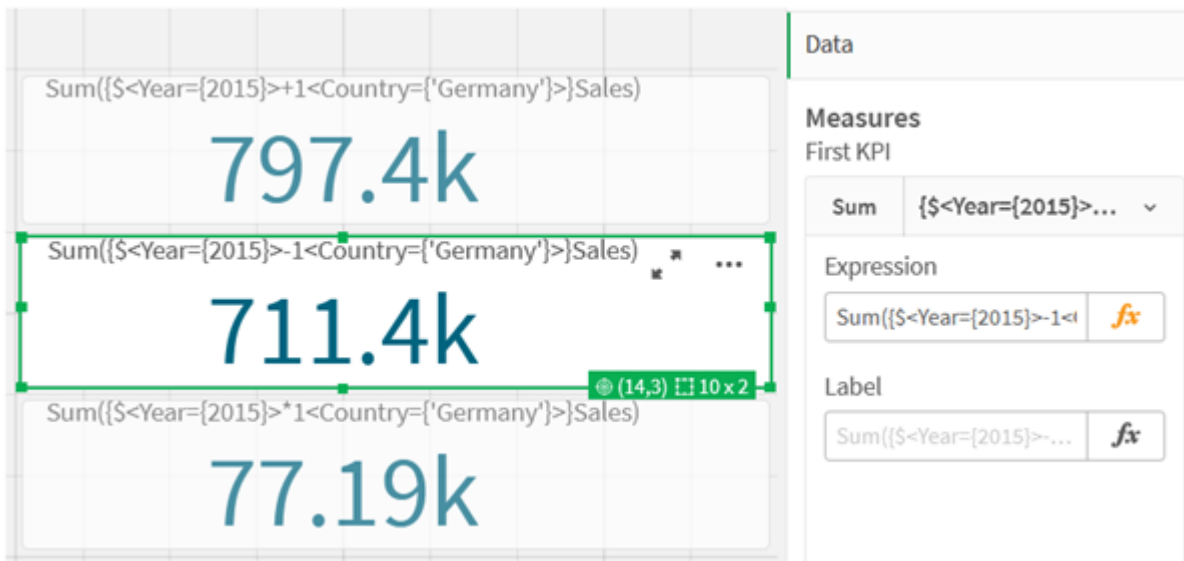 Sum({$<Year={2015}>+1<Country={'Germany'}>}Sales)
797.4k
Sum({$<Year={2015}>-1<Country={'Germany'}>}Sales)
711.4k
(14,3) 10 x 2
Sum({$<Year={2015}>*1<Country={'Germany'}>}Sales)
77.19k
Data
Measures
First KPI
Sum {$<Year={2015}>...
Expression
Sum({$<Year={2015}>-1<( fx
Label
Sum({$<Year={2015}>-... fx